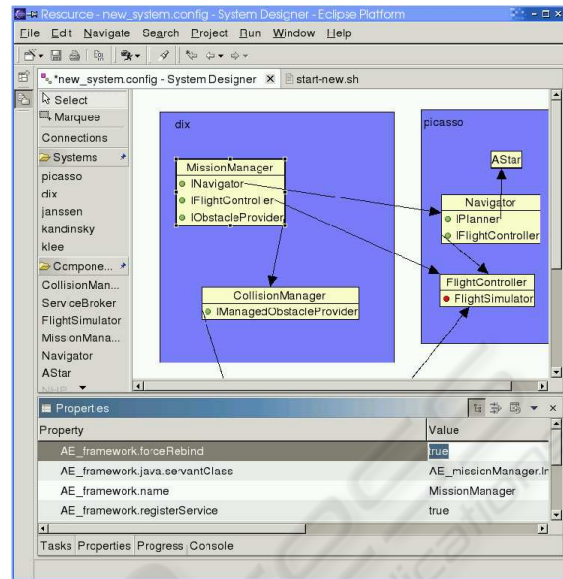 Rescurce - new_system.config - System Designer - Eclipse Platform
File Edit Navigate Search Project Run Window Help
*new_system.config - System Designer
start-new.sh
Select
Marquee
Connections
Systems
picasso
dix
janssen
kandinsky
klee
Compone...
CollisionMan...
ServiceBroker
FlightSimulator
MissionMana...
Navigator
AStar
dix
MissionManager
INavigator
IFlightController
IObstacleProvider
CollisionManager
IManagedObstacleProvider
picasso
AStar
Navigator
IPlanner
IFlightController
FlightController
FlightSimulator
Properties
Property Value
AE_framework.forceRebind true
AE_framework.java.servantClass AE_missionManager.Ir
AE_framework.name MissionManager
AE_framework.registerService true
Tasks Properties Progress Console